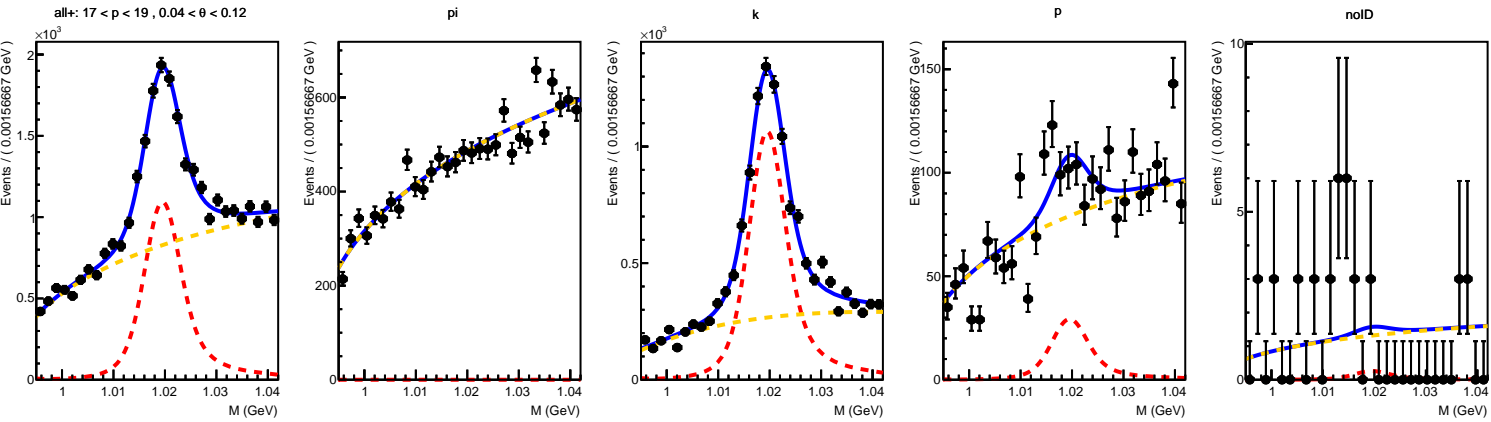 all+: 17 < p < 19 , 0.04 < θ < 0.12
×10³
Events / ( 0.00156667 GeV )
2
1.5
1
0.5
0
1 1.01 1.02 1.03 1.04
M (GeV)
pi
Events / ( 0.00156667 GeV )
600
400
200
0
1 1.01 1.02 1.03 1.04
M (GeV)
k
×10³
Events / ( 0.00156667 GeV )
1
0.5
0
1 1.01 1.02 1.03 1.04
M (GeV)
p
Events / ( 0.00156667 GeV )
150
100
50
0
1 1.01 1.02 1.03 1.04
M (GeV)
noID
Events / ( 0.00156667 GeV )
10
5
0
1 1.01 1.02 1.03 1.04
M (GeV)